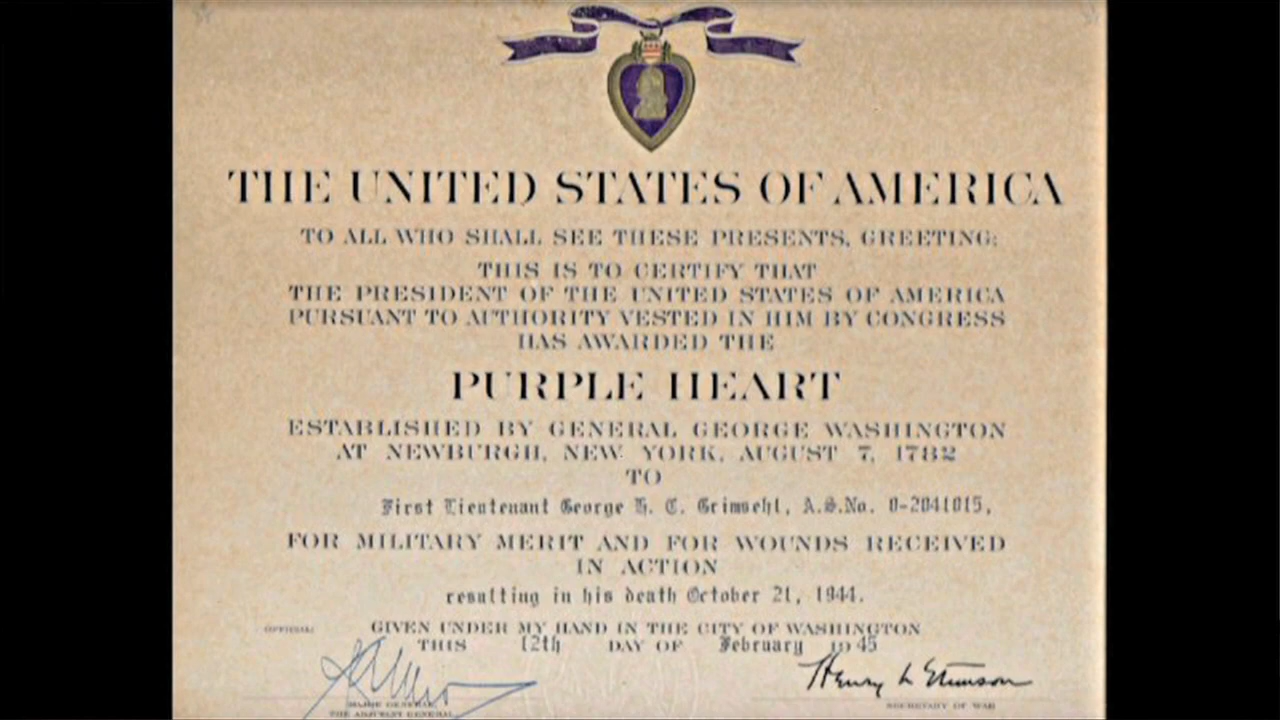 THE UNITED STATES OF AMERICA
TO ALL WHO SHALL SEE THESE PRESENTS, GREETING:
THIS IS TO CERTIFY THAT
THE PRESIDENT OF THE UNITED STATES OF AMERICA
PURSUANT TO AUTHORITY VESTED IN HIM BY CONGRESS
HAS AWARDED THE
PURPLE HEART
ESTABLISHED BY GENERAL GEORGE WASHINGTON
AT NEWBURGH, NEW YORK, AUGUST 7, 1782
TO
First Lieutenant George H. C. Grimsehl, A.S.No. O-2041015,
FOR MILITARY MERIT AND FOR WOUNDS RECEIVED
IN ACTION
resulting in his death October 21, 1944.
OFFICIAL:
GIVEN UNDER MY HAND IN THE CITY OF WASHINGTON
THIS 12th DAY OF February 1945
Henry L Stimson
MAJOR GENERAL
THE ADJUTANT GENERAL
SECRETARY OF WAR